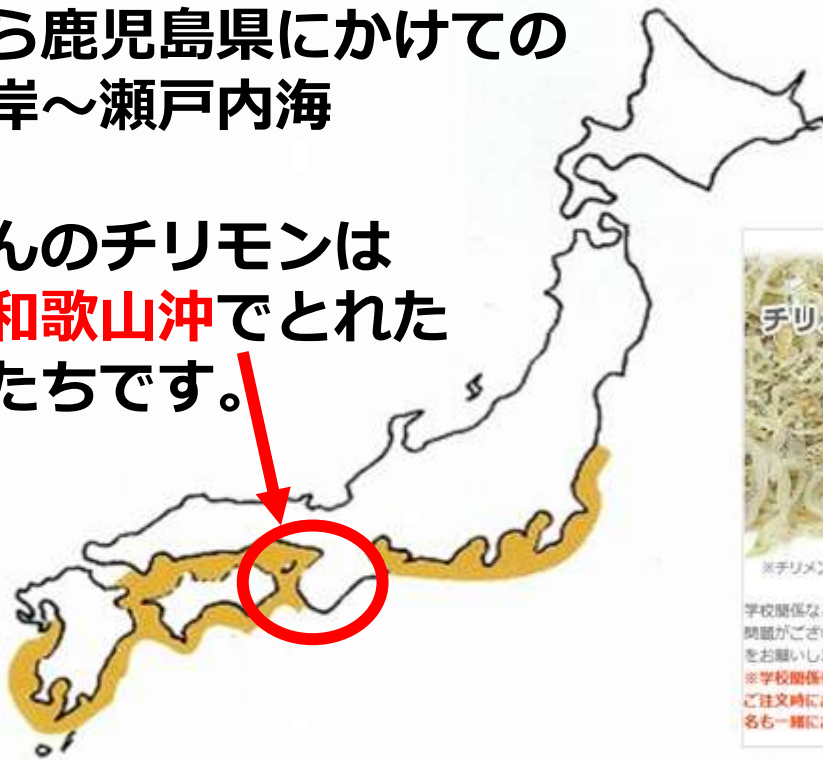 ら鹿児島県にかけての
岸～瀬戸内海
んのチリモンは
和歌山沖でとれた
たちです。
チリ
※チリメン
学校関係な
問題がござ
をお願いし
※学校関係
ご注文時に
名も一緒に